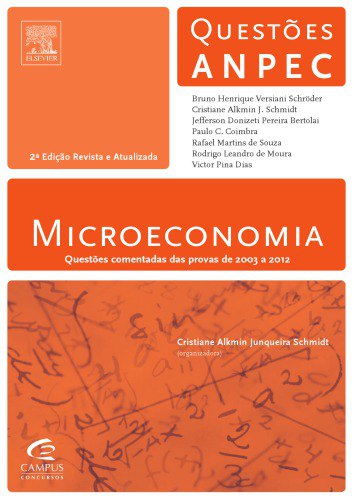 ELSEVIER
2ª Edição Revista e Atualizada
Questões
ANPEC
Bruno Henrique Versiani Schröder
Cristiane Alkmin J. Schmidt
Jefferson Donizeti Pereira Bertolai
Paulo C. Coimbra
Rafael Martins de Souza
Rodrigo Leandro de Moura
Victor Pina Dias
Microeconomia
Questões comentadas das provas de 2003 a 2012
Cristiane Alkmin Junqueira Schmidt
(organizadora)
CAMPUS
CONCURSOS